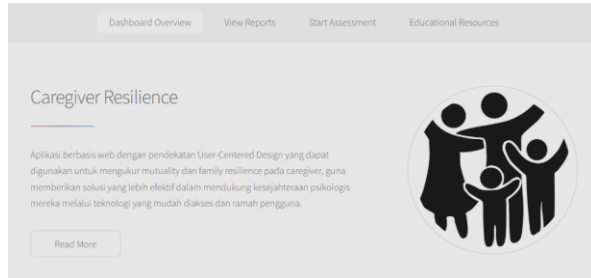 Dashboard Overview View Reports Start Assessment Educational Resources
Caregiver Resilience
Aplikasi berbasis web dengan pendekatan User-Centered Design yang dapat
digunakan untuk mengukur mutuality dan family resilience pada caregiver, guna
memberikan solusi yang lebih efektif dalam mendukung kesejahteraan psikologis
mereka melalui teknologi yang mudah diakses dan ramah pengguna.
Read More